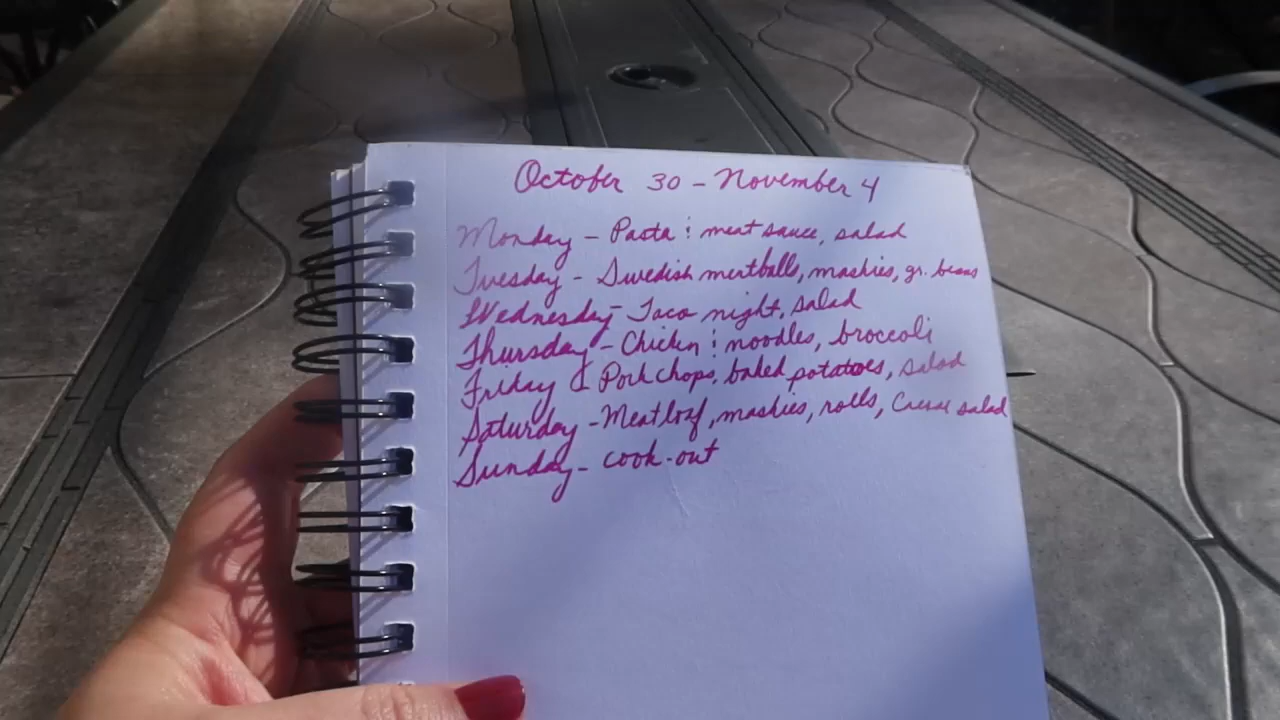 October 30 - November 4
Monday - Pasta & meat sauce, salad
Tuesday - Swedish meatballs, mashies, gr. beans
Wednesday - Taco night, salad
Thursday - Chicken & noodles, broccoli
Friday - Pork chops, baked potatoes, salad
Saturday - Meatloaf, mashies, rolls, Caesar salad
Sunday - cook-out